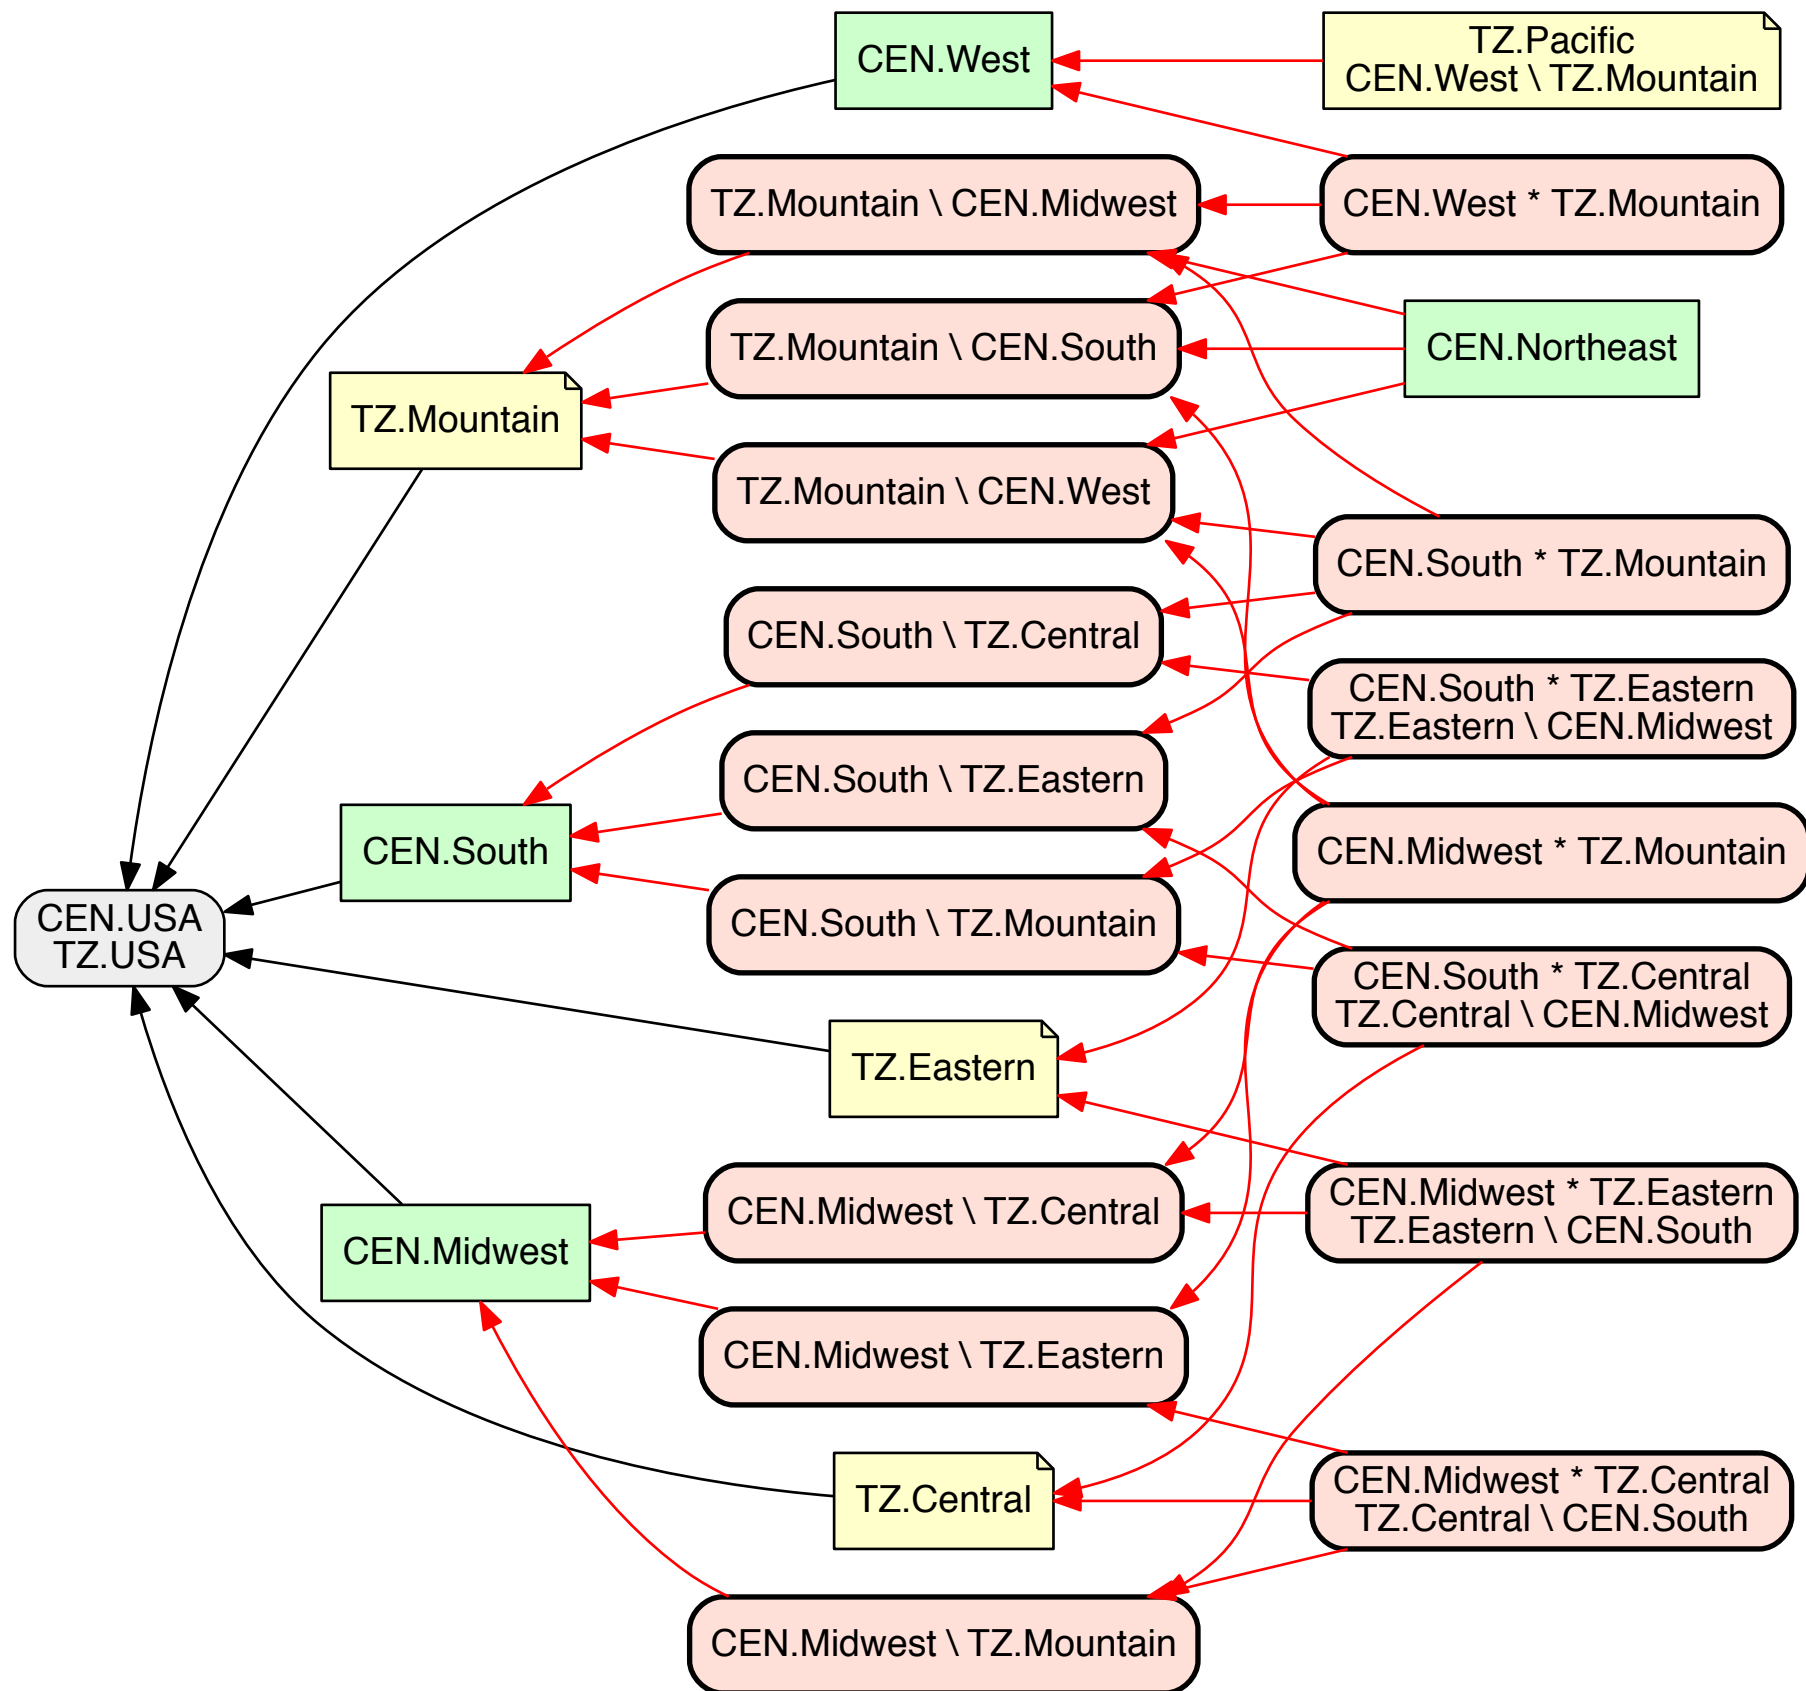 CEN.West
TZ.Pacific
CEN.West \ TZ.Mountain
TZ.Mountain \ CEN.Midwest
CEN.West * TZ.Mountain
TZ.Mountain \ CEN.South
CEN.Northeast
TZ.Mountain
TZ.Mountain \ CEN.West
CEN.South * TZ.Mountain
CEN.South \ TZ.Central
CEN.South * TZ.Eastern
TZ.Eastern \ CEN.Midwest
CEN.South \ TZ.Eastern
CEN.South
CEN.Midwest * TZ.Mountain
CEN.USA
TZ.USA
CEN.South \ TZ.Mountain
CEN.South * TZ.Central
TZ.Central \ CEN.Midwest
TZ.Eastern
CEN.Midwest \ TZ.Central
CEN.Midwest * TZ.Eastern
TZ.Eastern \ CEN.South
CEN.Midwest
CEN.Midwest \ TZ.Eastern
TZ.Central
CEN.Midwest * TZ.Central
TZ.Central \ CEN.South
CEN.Midwest \ TZ.Mountain